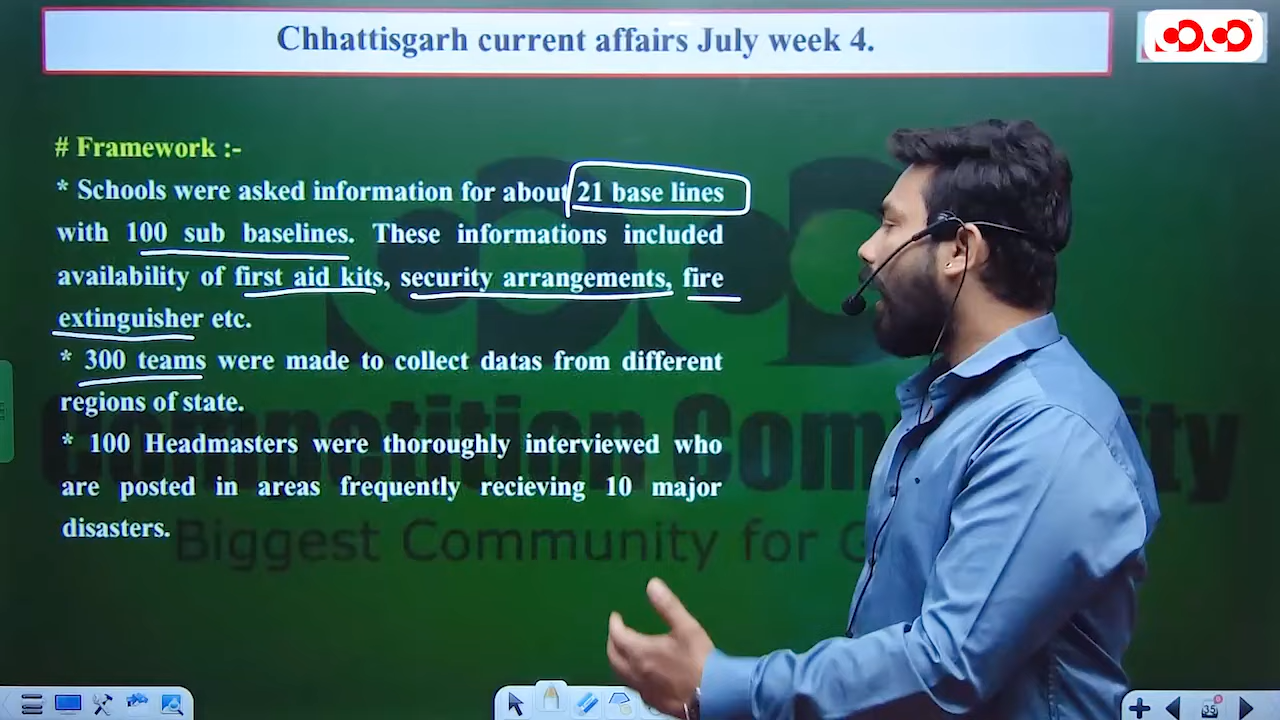 Chhattisgarh current affairs July week 4.
# Framework :-
* Schools were asked information for about 21 base lines
with 100 sub baselines. These informations included
availability of first aid kits, security arrangements, fire
extinguisher etc.
* 300 teams were made to collect datas from different
regions of state.
* 100 Headmasters were thoroughly interviewed who
are posted in areas frequently recieving 10 major
disasters.
Competition Community
Biggest Community for G
35